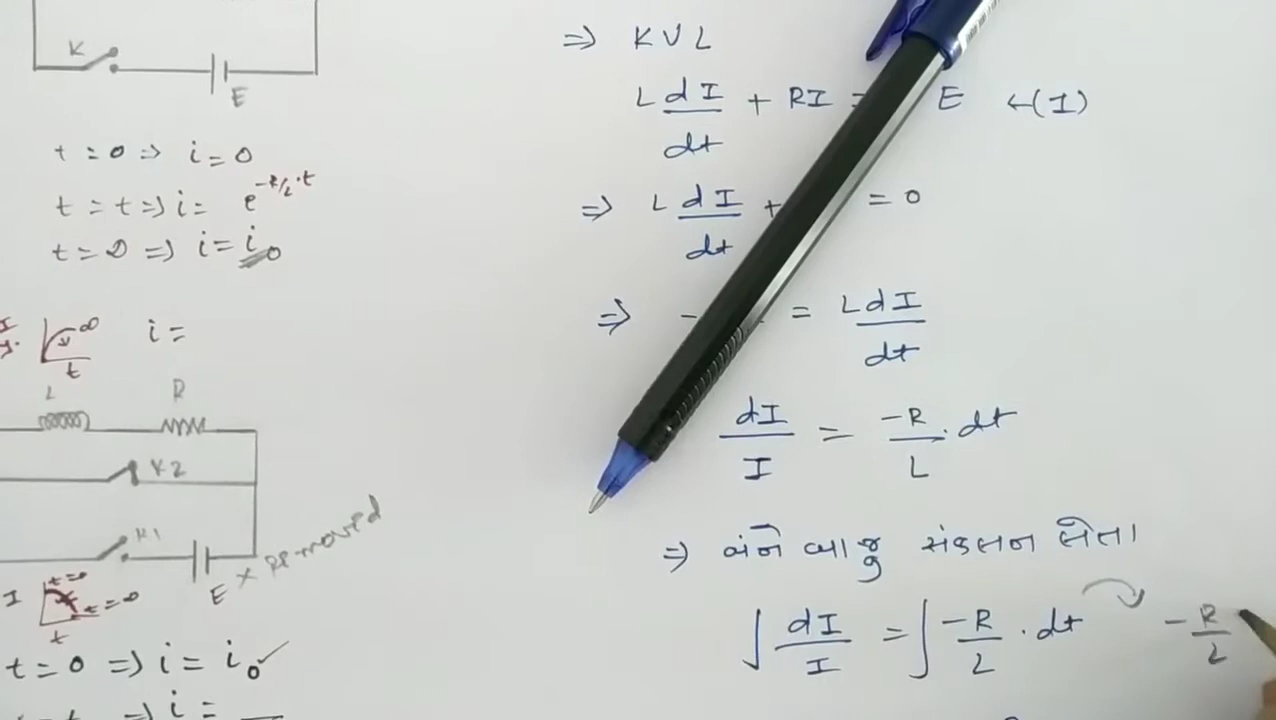 K
E
t = 0 => i = 0
t = t => i = e^-R/L·t
t = ∞ => i = i0
I
∞
t
i =
L
R
K2
K1
E × Removed
I
t=0
t=∞
t
t = 0 => i = i0 ✓
i =
=> KVL
L dI/dt + RI = E ←(1)
=> L dI/dt + = 0
=> - = L dI/dt
dI/I = -R/L · dt
=> બંને બાજુ સંકલન લેતા
∫ dI/I = ∫ -R/L · dt
-R/L